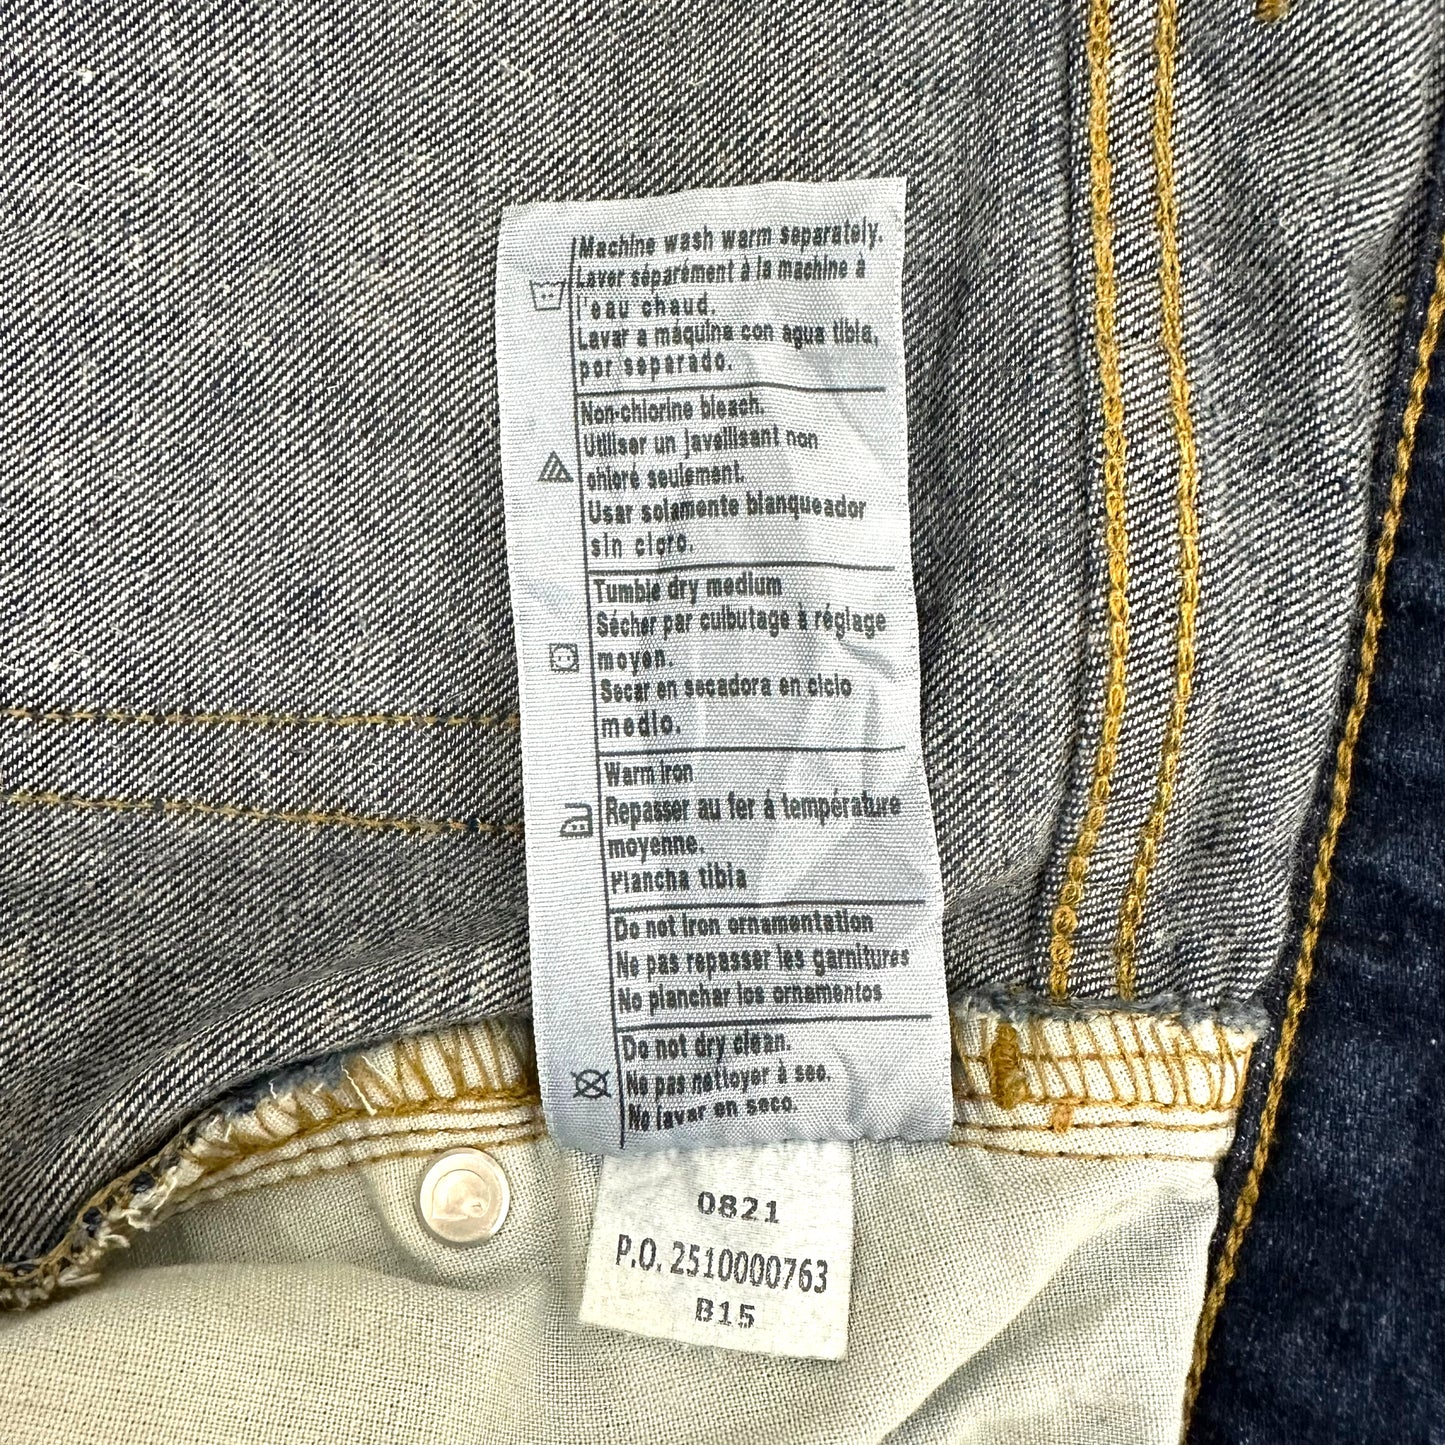 Machine wash warm separately.
Laver séparément à la machine à
l'eau chaud.
Lavar a máquina con agua tibia,
por separado.
Non-chlorine bleach.
Utiliser un javellisant non
chloré seulement.
Usar solamente blanqueador
sin cloro.
Tumble dry medium
Sécher par culbutage à réglage
moyen.
Secar en secadora en ciclo
medio.
Warm iron
Repasser au fer à température
moyenne.
Plancha tibia
Do not iron ornamentation
Ne pas repasser les garnitures
No planchar los ornamentos
Do not dry clean.
Ne pas nettoyer à sec.
No lavar en seco.
0821
P.O. 2510000763
B15